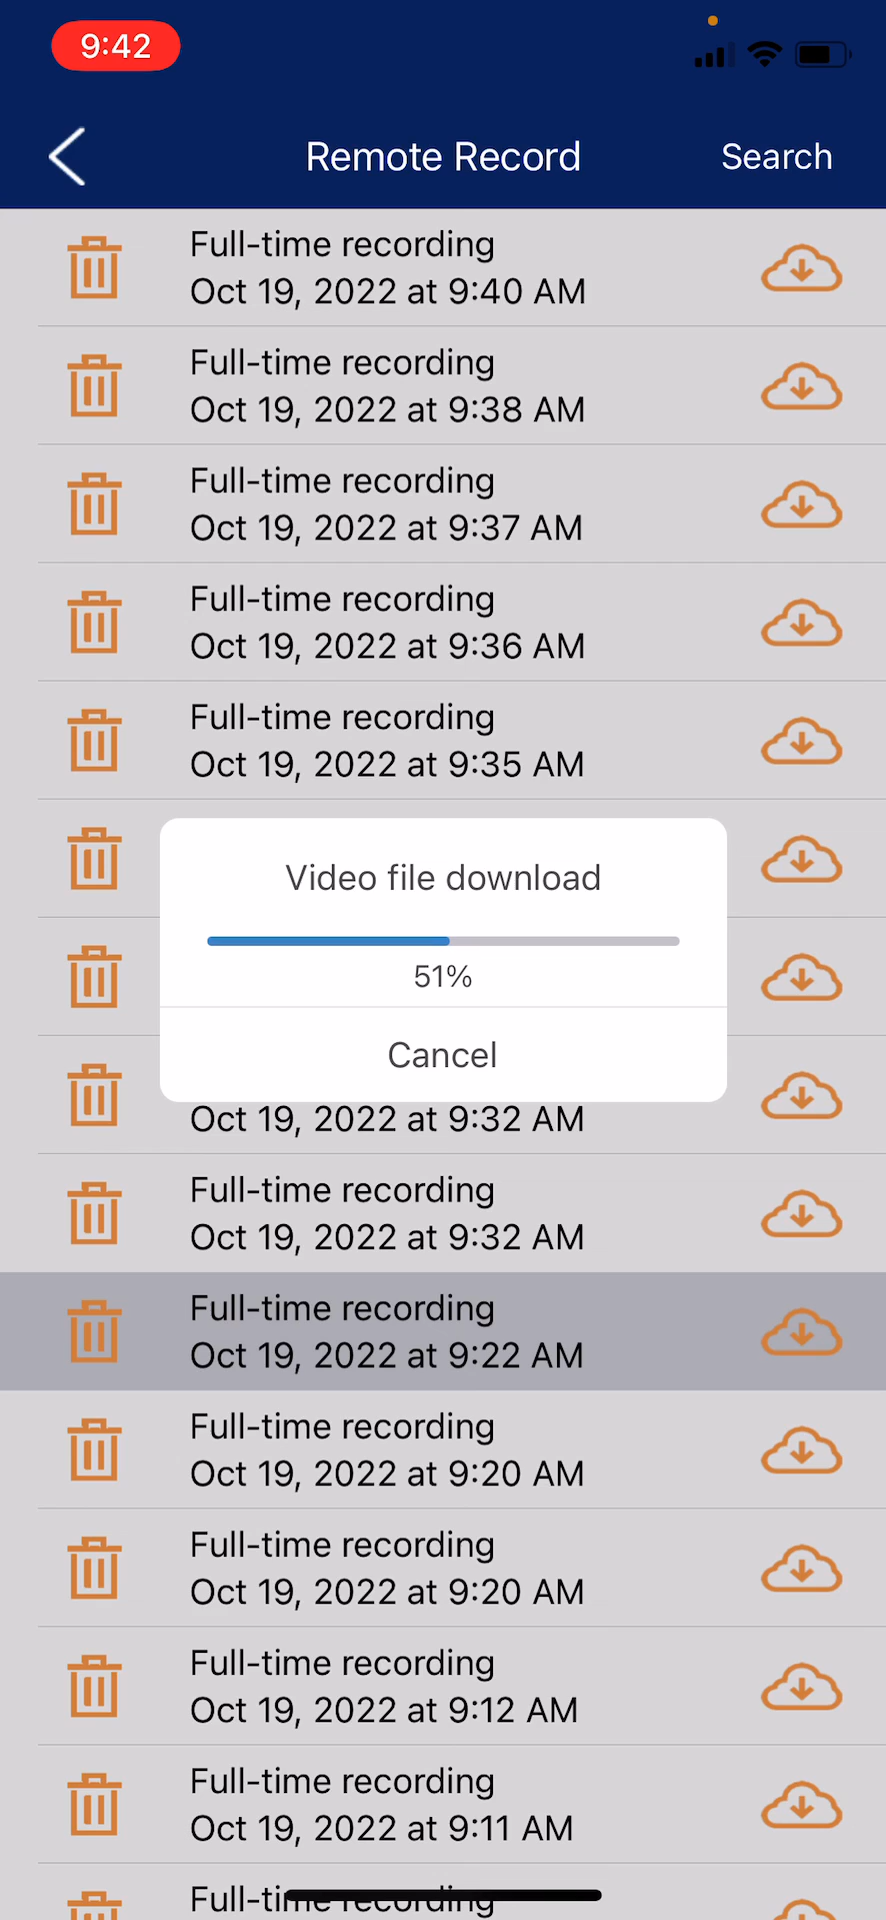 9:42
Remote Record
Search
Full-time recording
Oct 19, 2022 at 9:40 AM
Full-time recording
Oct 19, 2022 at 9:38 AM
Full-time recording
Oct 19, 2022 at 9:37 AM
Full-time recording
Oct 19, 2022 at 9:36 AM
Full-time recording
Oct 19, 2022 at 9:35 AM
Video file download
51%
Cancel
Oct 19, 2022 at 9:32 AM
Full-time recording
Oct 19, 2022 at 9:32 AM
Full-time recording
Oct 19, 2022 at 9:22 AM
Full-time recording
Oct 19, 2022 at 9:20 AM
Full-time recording
Oct 19, 2022 at 9:20 AM
Full-time recording
Oct 19, 2022 at 9:12 AM
Full-time recording
Oct 19, 2022 at 9:11 AM
Full-time recording